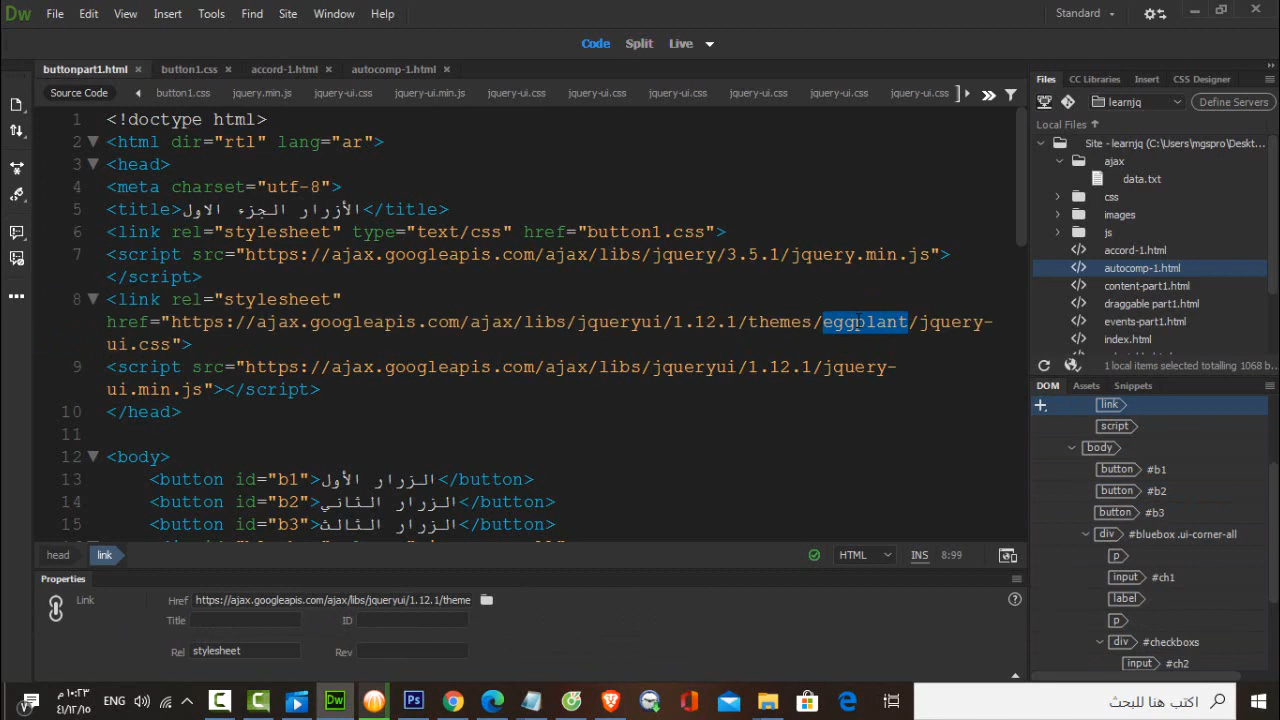 Dw File Edit View Insert Tools Find Site Window Help Standard
Code Split Live
buttonpart1.html button1.css accord-1.html autocomp-1.html
Source Code button1.css jquery.min.js jquery-ui.css jquery-ui.min.js jquery-ui.css jquery-ui.css jquery-ui.css jquery-ui.css jquery-ui.css jquery-ui.css
1 <!doctype html>
2 <html dir="rtl" lang="ar">
3 <head>
4 <meta charset="utf-8">
5 <title>الأزرار الجزء الاول</title>
6 <link rel="stylesheet" type="text/css" href="button1.css">
7 <script src="https://ajax.googleapis.com/ajax/libs/jquery/3.5.1/jquery.min.js">
</script>
8 <link rel="stylesheet"
href="https://ajax.googleapis.com/ajax/libs/jqueryui/1.12.1/themes/eggplant/jquery-
ui.css">
9 <script src="https://ajax.googleapis.com/ajax/libs/jqueryui/1.12.1/jquery-
ui.min.js"></script>
10 </head>
11
12 <body>
13 <button id="b1">الزرار الأول</button>
14 <button id="b2">الزرار الثاني</button>
15 <button id="b3">الزرار الثالث</button>
head link HTML INS 8:99
Properties
Link Href https://ajax.googleapis.com/ajax/libs/jqueryui/1.12.1/theme
Title ID
Rel stylesheet Rev
Files CC Libraries Insert CSS Designer
learnjq Define Servers
Local Files
Site - learnjq (C:\Users\mgspro\Deskt...
ajax
data.txt
css
images
js
accord-1.html
autocomp-1.html
content-part1.html
draggable part1.html
events-part1.html
index.html
1 local items selected totalling 1068 b...
DOM Assets Snippets
link
script
body
button #b1
button #b2
button #b3
div #bluebox .ui-corner-all
p
input #ch1
label
p
div #checkboxs
input #ch2
١٠:٢٣ م
٤١/١٢/١٥
ENG
اكتب هنا للبحث